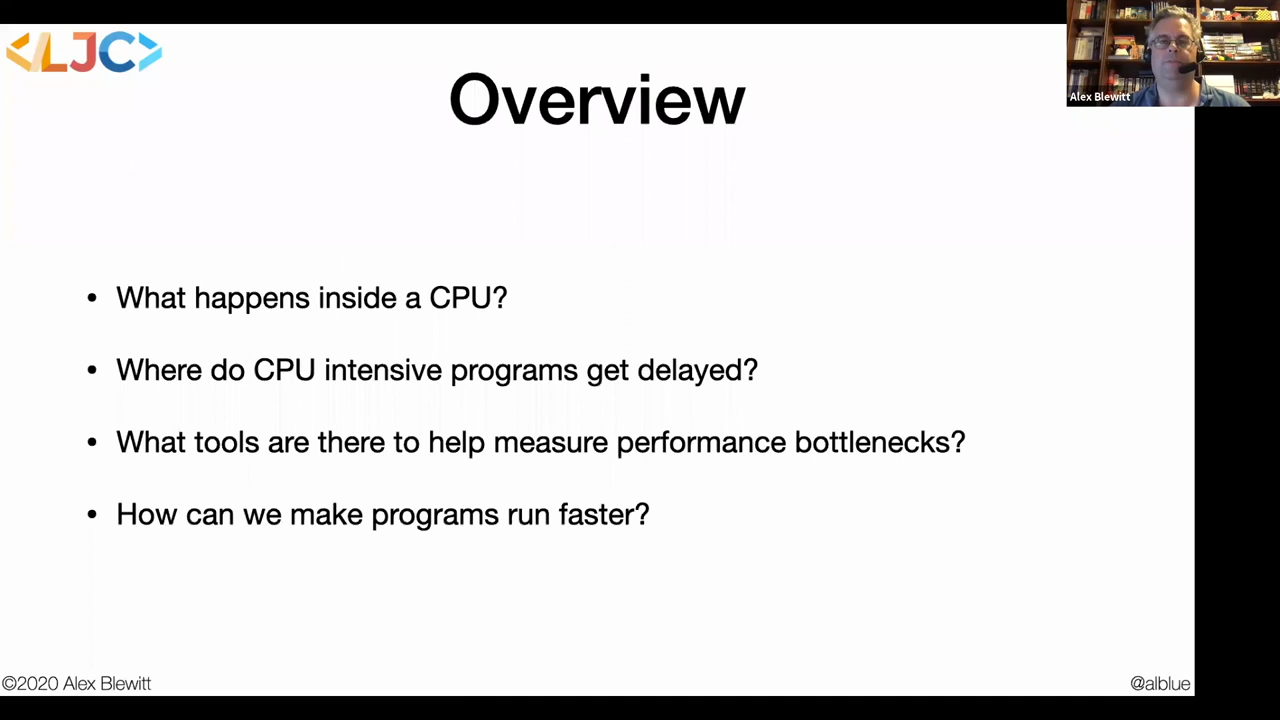 <LJC>
Alex Blewitt
Overview
• What happens inside a CPU?
• Where do CPU intensive programs get delayed?
• What tools are there to help measure performance bottlenecks?
• How can we make programs run faster?
©2020 Alex Blewitt
@alblue